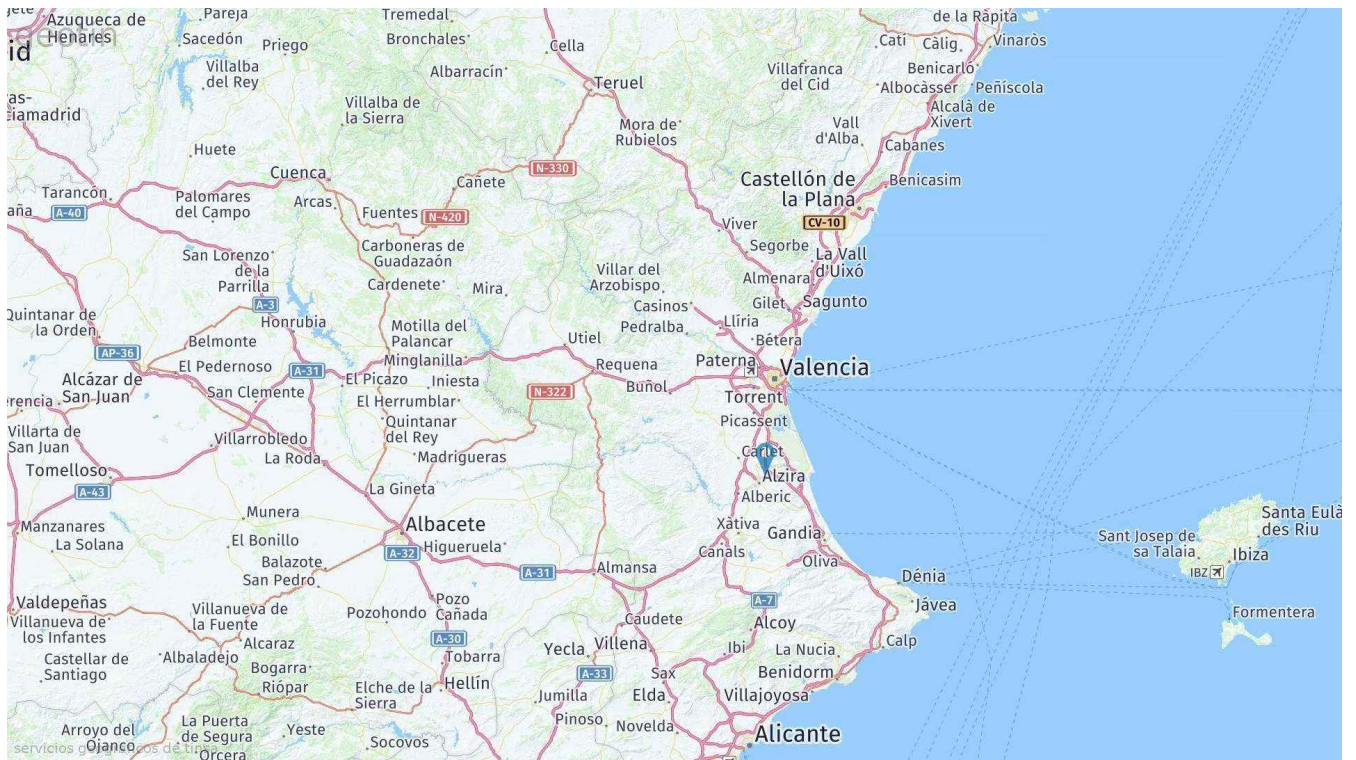 Pareja
Tremedal
de la Ràpita
Azuqueca de
Henares
geotin
Sacedón
Priego
Bronchales
Cella
Catí
Càlig
Vinaròs
id
Villalba
del Rey
Albarracín
Teruel
Villafranca
del Cid
Benicarló
Albocàsser
Peñíscola
ciamadrid
Villalba de
la Sierra
Alcalà de
Xivert
Mora de
Rubielos
Vall
d'Alba
Cabanes
Huete
Cuenca
N-330
Cañete
Castellón de
la Plana
Benicasim
Tarancón
A-40
Palomares
del Campo
Arcas
Fuentes
N-420
CV-10
Viver
Carboneras de
Guadazaón
Segorbe
La Vall
d'Uixó
San Lorenzo
de la
Parrilla
Cardenete
Mira
Villar del
Arzobispo
Almenara
A-3
Casinos
Gilet
Sagunto
Quintanar de
la Orden
Honrubia
Motilla del
Palancar
Pedralba
Llíria
Belmonte
Utiel
Bétera
AP-36
El Pedernoso
A-31
Minglanilla
Requena
Paterna
Valencia
Alcázar de
San Juan
San Clemente
El Picazo
Iniesta
N-322
Buñol
Torrent
El Herrumblar
Picassent
Villarta de
San Juan
Villarrobledo
Quintanar
del Rey
Madrigueras
Carlet
La Roda
Tomelloso
A-43
La Gineta
Alzira
Alberic
Munera
Manzanares
La Solana
El Bonillo
Albacete
Xàtiva
Gandia
Santa Eulà
des Riu
A-32
Higueruela
Canals
Sant Josep de
sa Talaia
Ibiza
IBZ
Balazote
San Pedro
A-31
Almansa
Oliva
Dénia
Jávea
Valdepeñas
Villanueva de
los Infantes
Villanueva de
la Fuente
Pozohondo
Pozo
Cañada
A-7
Formentera
Caudete
Alcoy
A-30
Alcaraz
Calp
Castellar de
Santiago
Albaladejo
Bogarra
Tobarra
Yecla
Villena
Ibi
La Nucia
A-33
Benidorm
Riópar
Elche de la
Sierra
Hellín
Jumilla
Sax
Elda
Villajoyosa
Arroyo del
Ojanco
La Puerta
de Segura
Yeste
Socovos
Pinoso
Novelda
Alicante
servicios geográficos de tinsa
Orcera